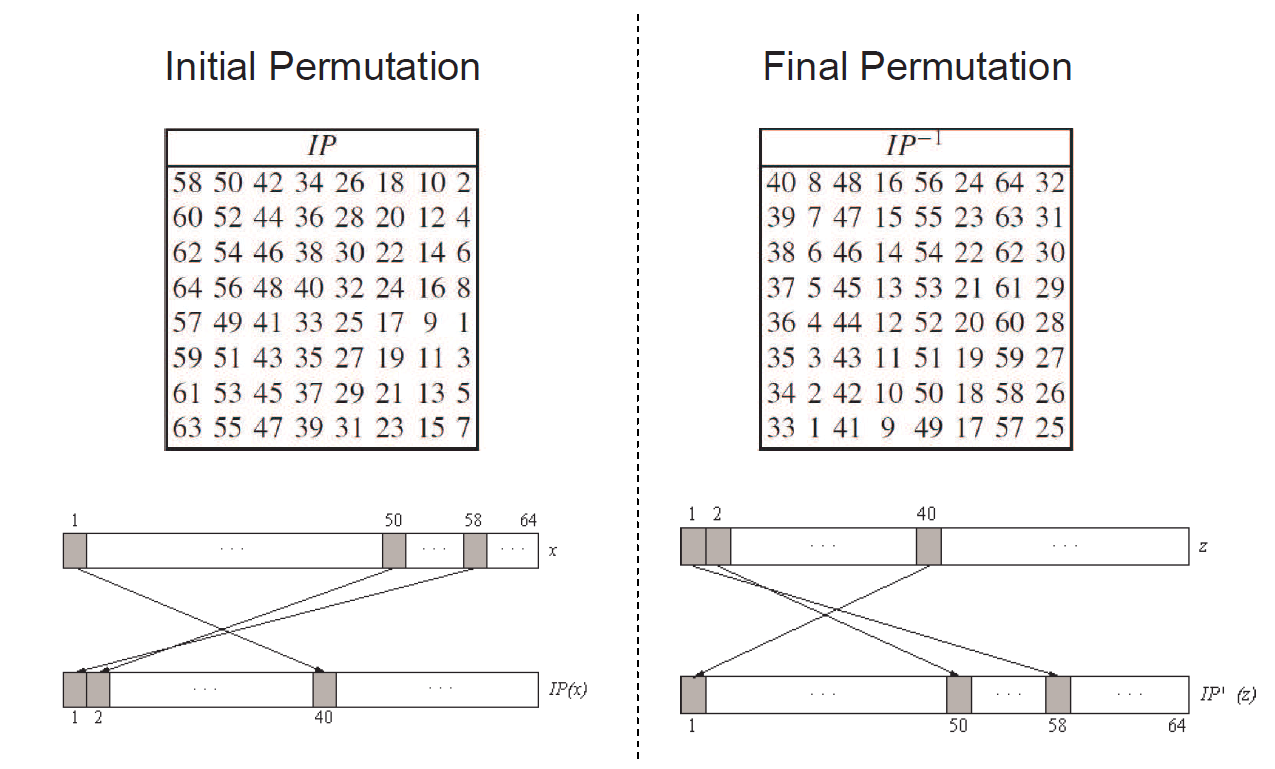 Initial Permutation
IP
58 50 42 34 26 18 10 2
60 52 44 36 28 20 12 4
62 54 46 38 30 22 14 6
64 56 48 40 32 24 16 8
57 49 41 33 25 17 9 1
59 51 43 35 27 19 11 3
61 53 45 37 29 21 13 5
63 55 47 39 31 23 15 7
1 50 58 64
. . . . . . . . . x
. . . . . . IP(x)
1 2 40
Final Permutation
IP⁻¹
40 8 48 16 56 24 64 32
39 7 47 15 55 23 63 31
38 6 46 14 54 22 62 30
37 5 45 13 53 21 61 29
36 4 44 12 52 20 60 28
35 3 43 11 51 19 59 27
34 2 42 10 50 18 58 26
33 1 41 9 49 17 57 25
1 2 40
. . . . . . z
. . . . . . . . . IP¹ (z)
1 50 58 64